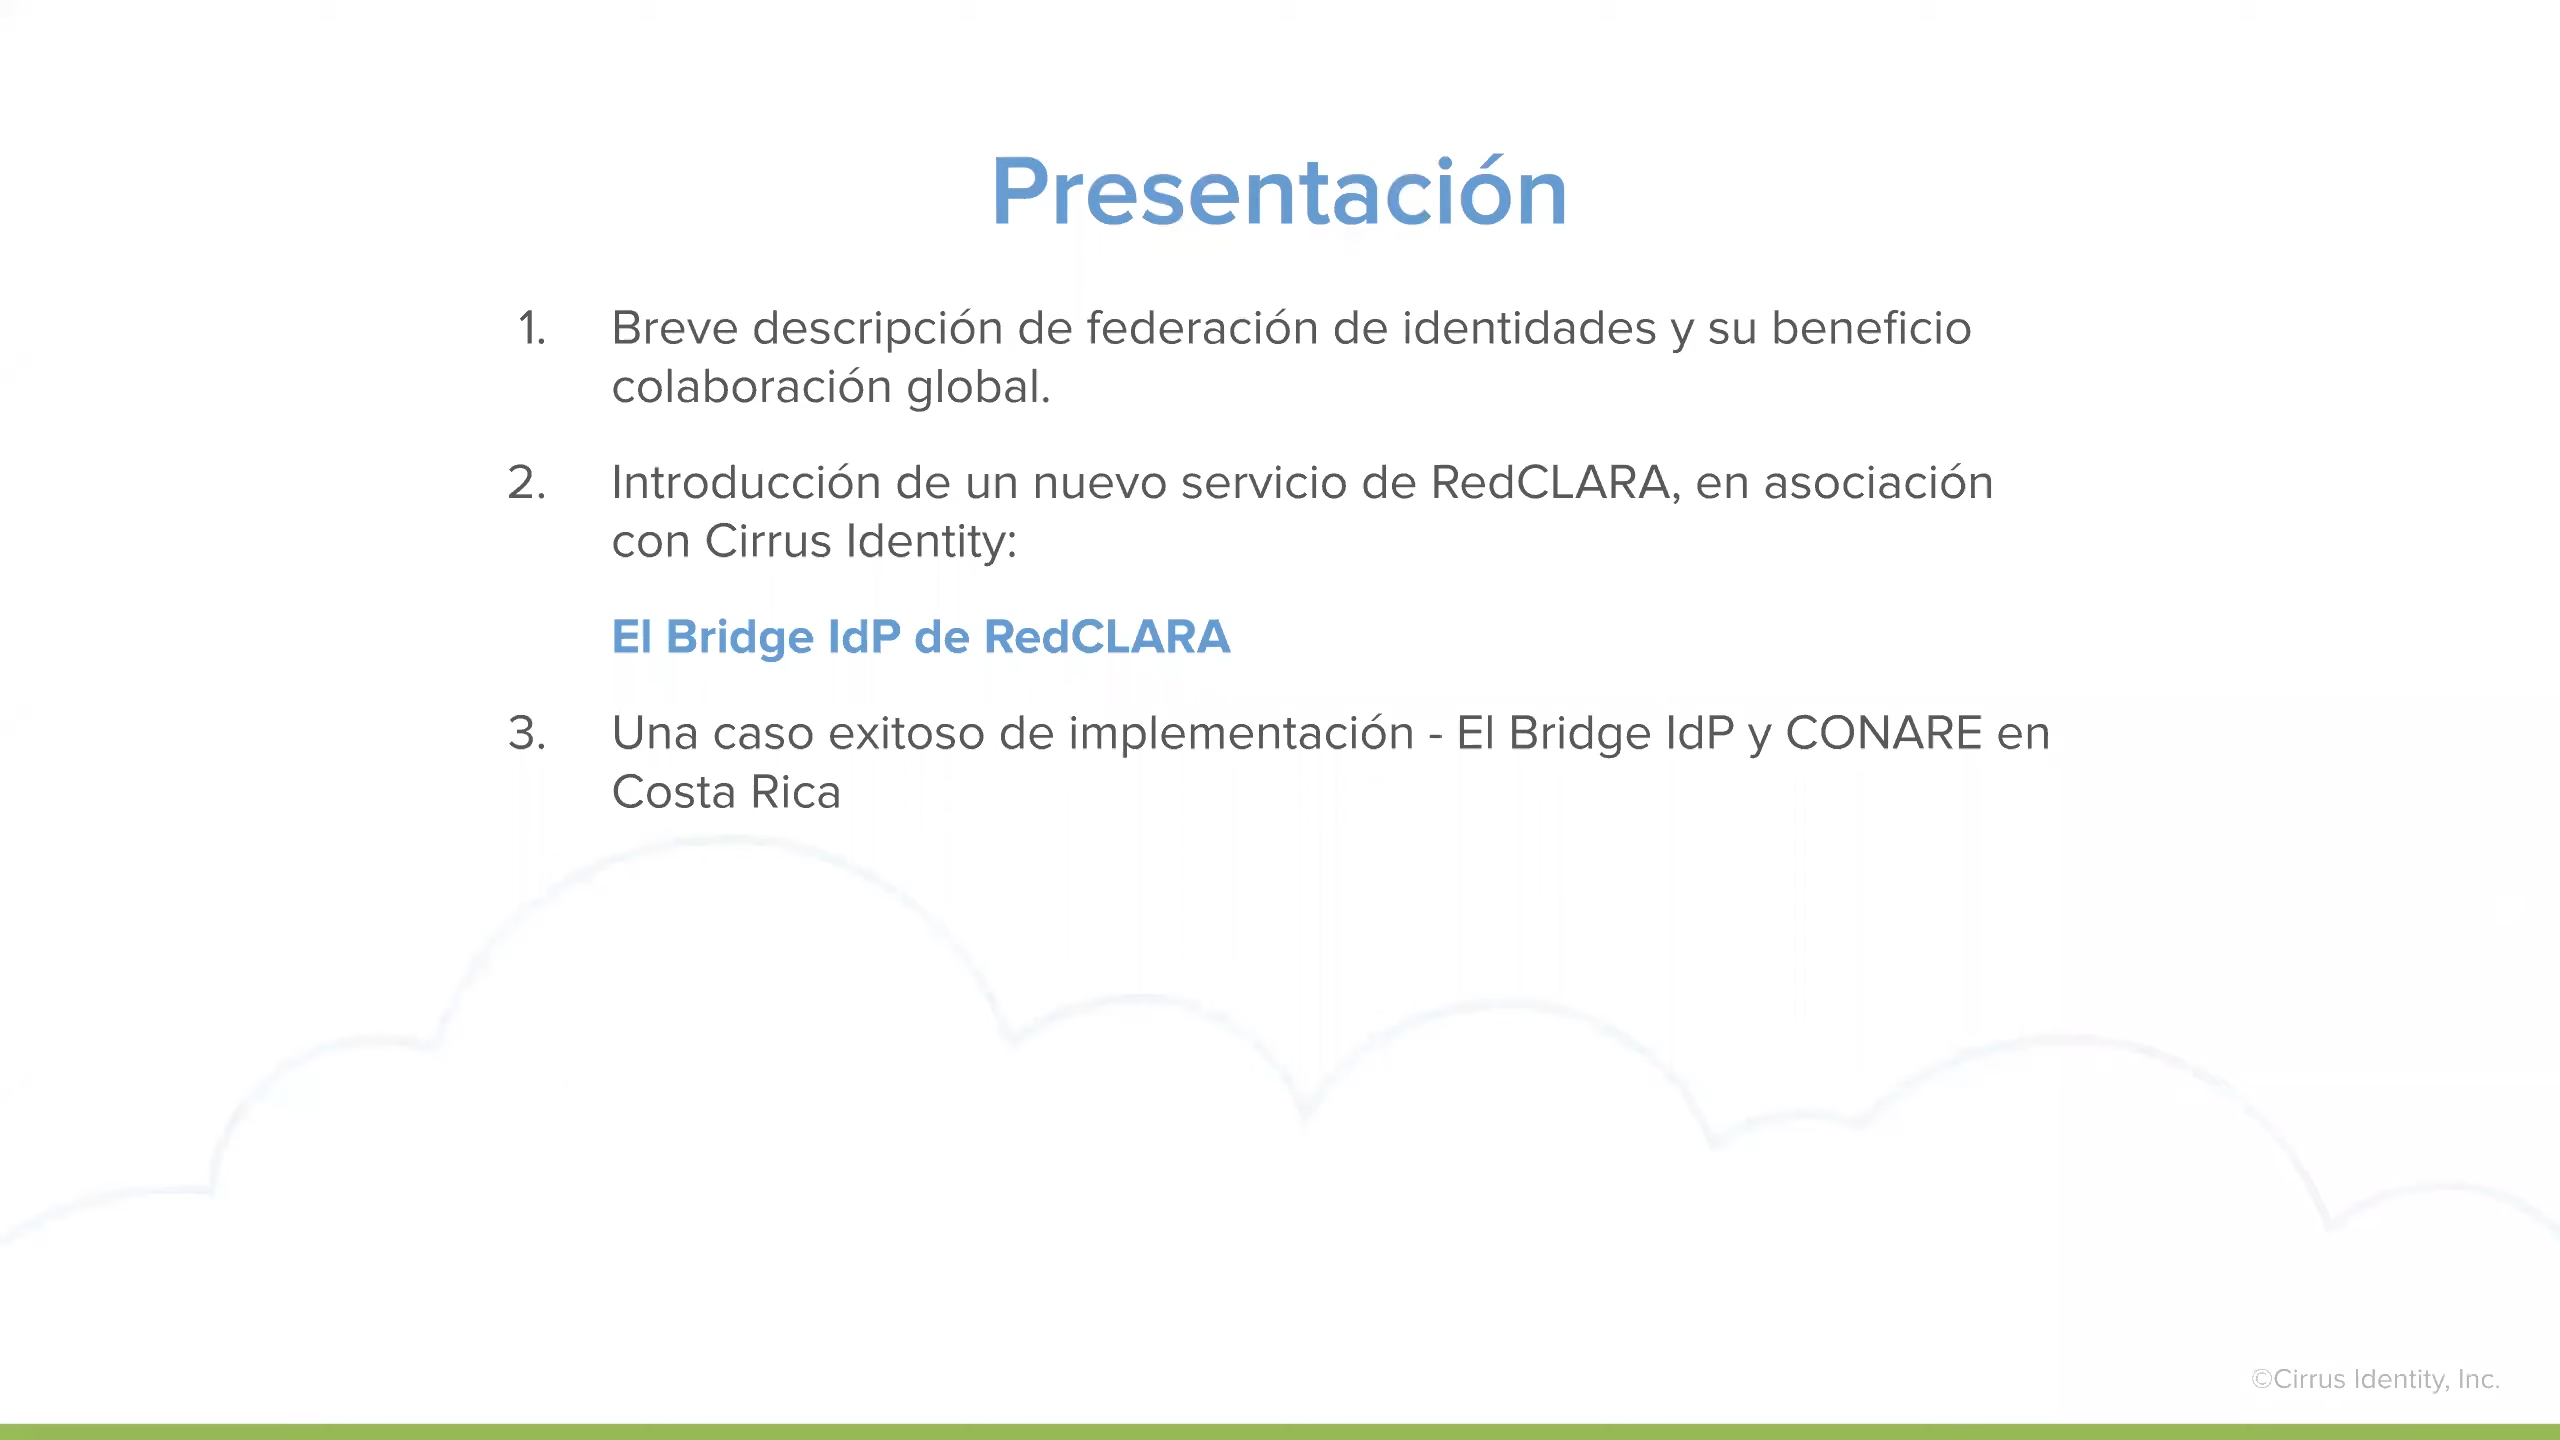 Presentación
1. Breve descripción de federación de identidades y su beneficio
colaboración global.
2. Introducción de un nuevo servicio de RedCLARA, en asociación
con Cirrus Identity:
El Bridge IdP de RedCLARA
3. Una caso exitoso de implementación - El Bridge IdP y CONARE en
Costa Rica
©Cirrus Identity, Inc.